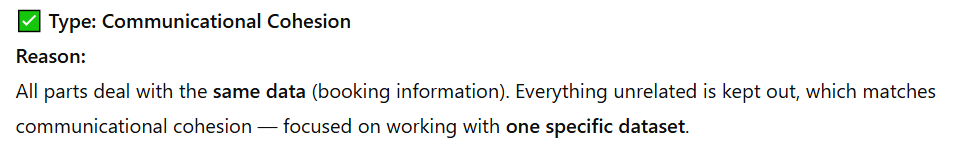 ✅ Type: Communicational Cohesion
Reason:
All parts deal with the same data (booking information). Everything unrelated is kept out, which matches
communicational cohesion — focused on working with one specific dataset.